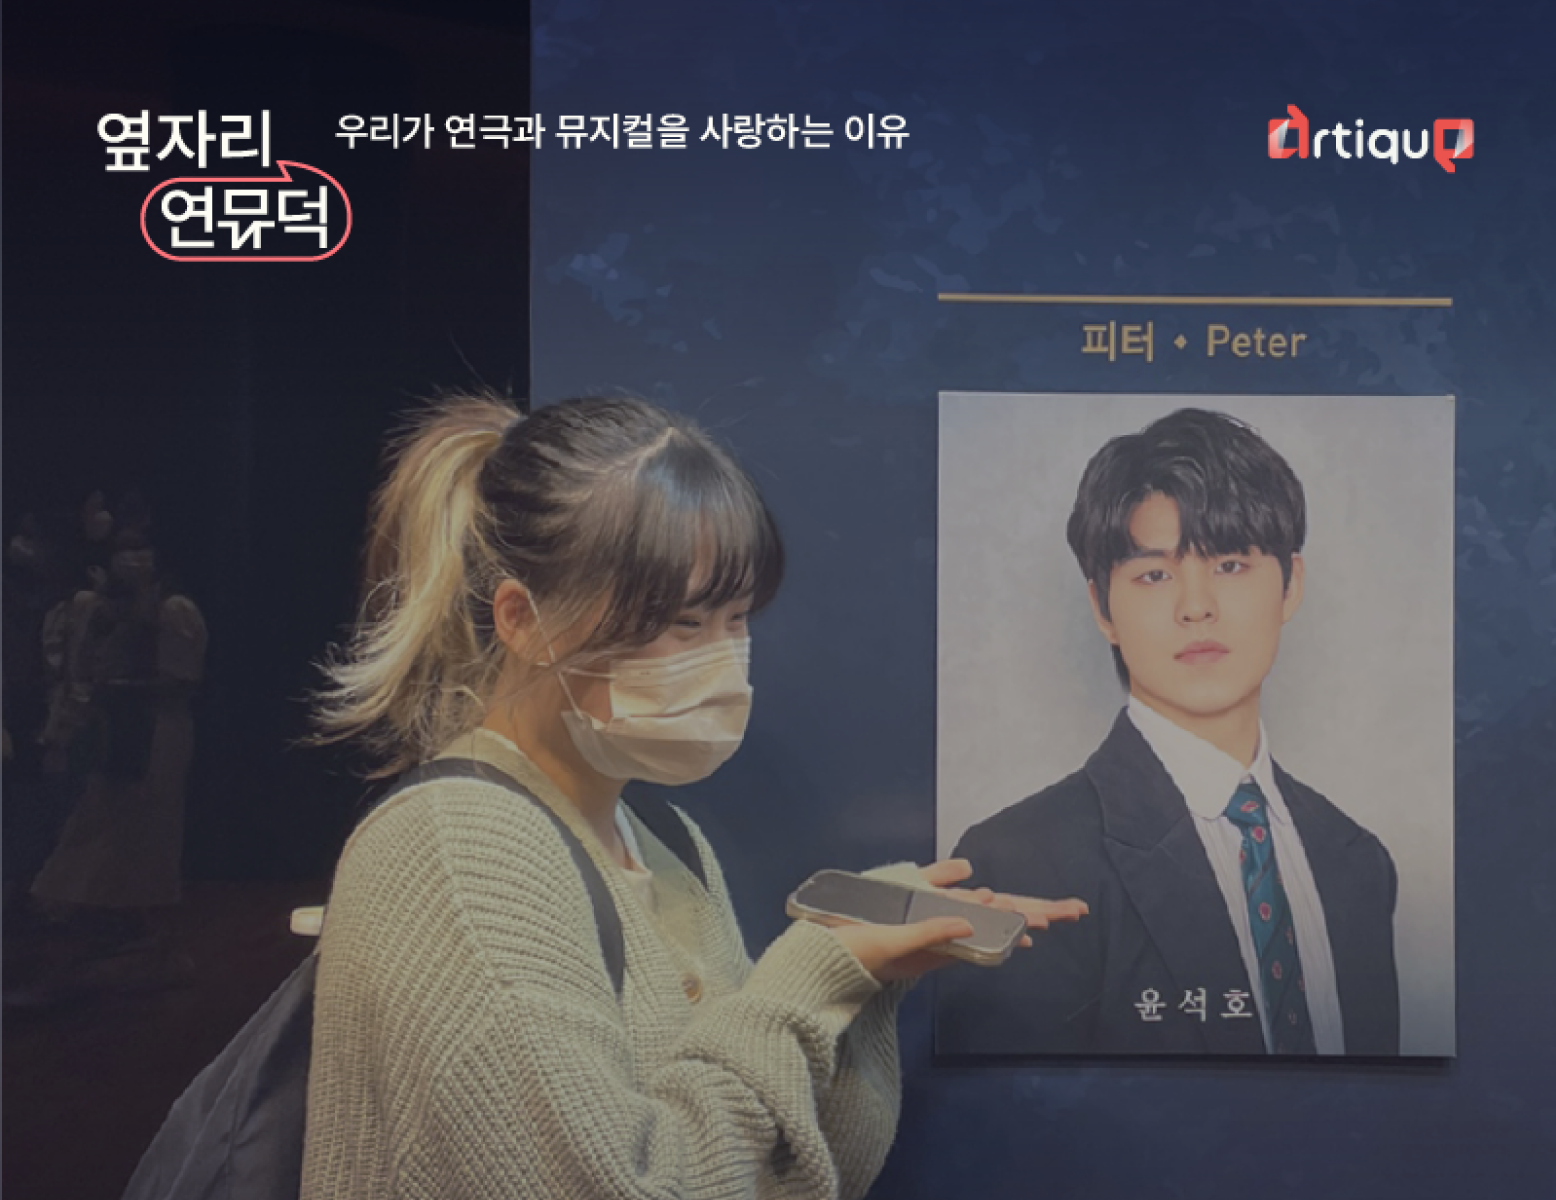 옆자리
연뮤덕
우리가 연극과 뮤지컬을 사랑하는 이유
artique
피터 ◆ Peter
윤석호